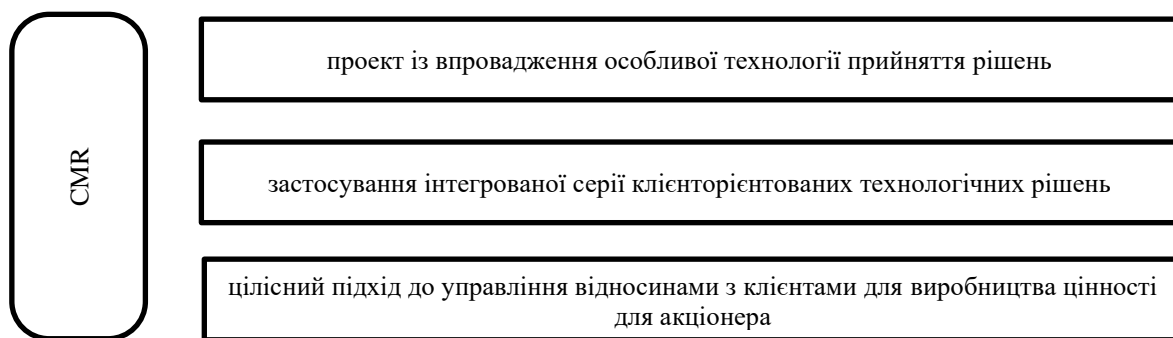 CMR
проект із впровадження особливої технології прийняття рішень
застосування інтегрованої серії клієнторієнтованих технологічних рішень
цілісний підхід до управління відносинами з клієнтами для виробництва цінності
для акціонера